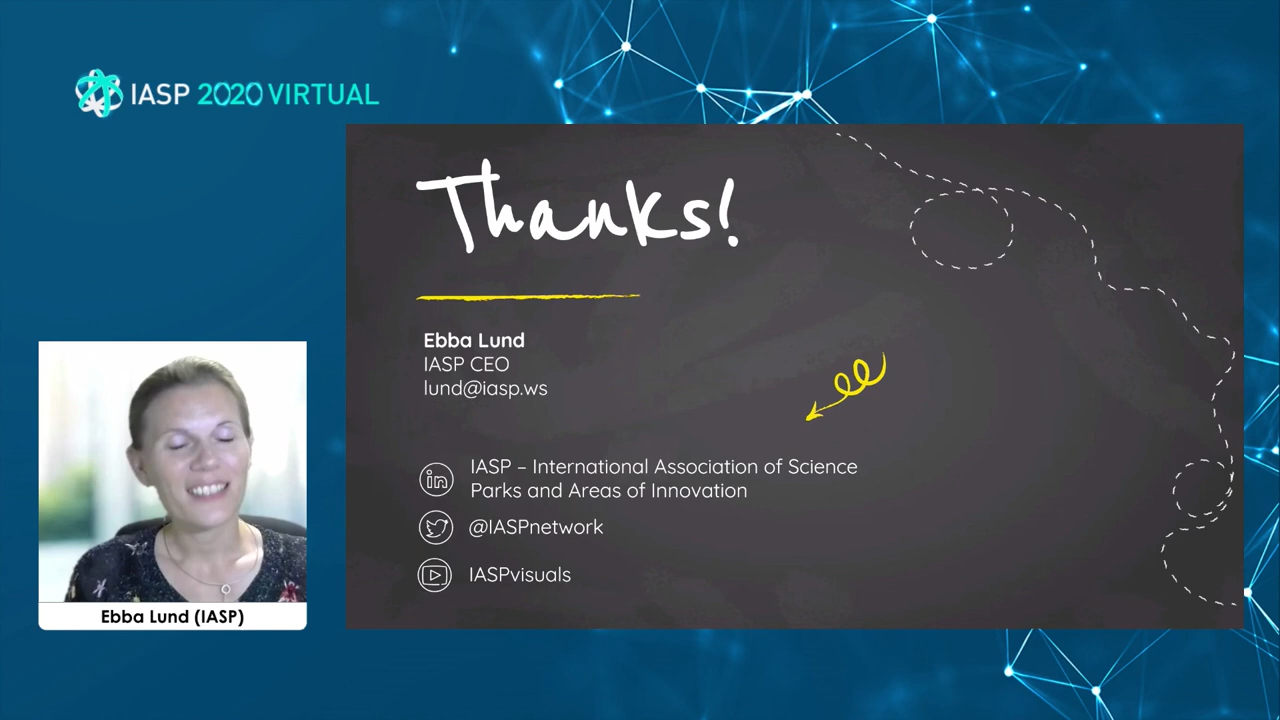 IASP 2020 VIRTUAL
Thanks!
Ebba Lund
IASP CEO
lund@iasp.ws
IASP – International Association of Science
Parks and Areas of Innovation
@IASPnetwork
IASPvisuals
Ebba Lund (IASP)